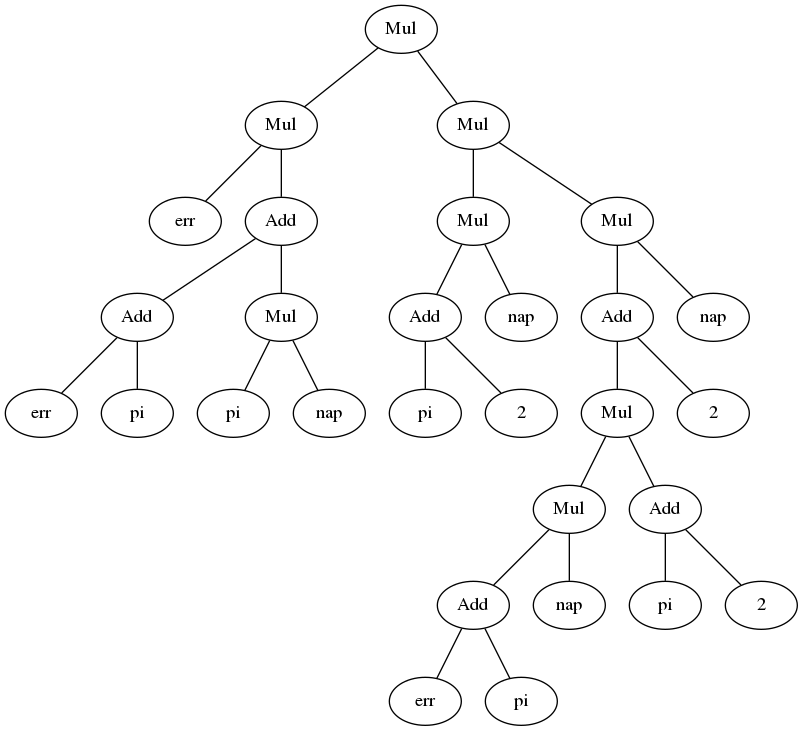 Mul
Mul Mul
err Add Mul Mul
Add Mul Add nap Add nap
err pi pi nap pi 2 Mul 2
Mul Add
Add nap pi 2
err pi